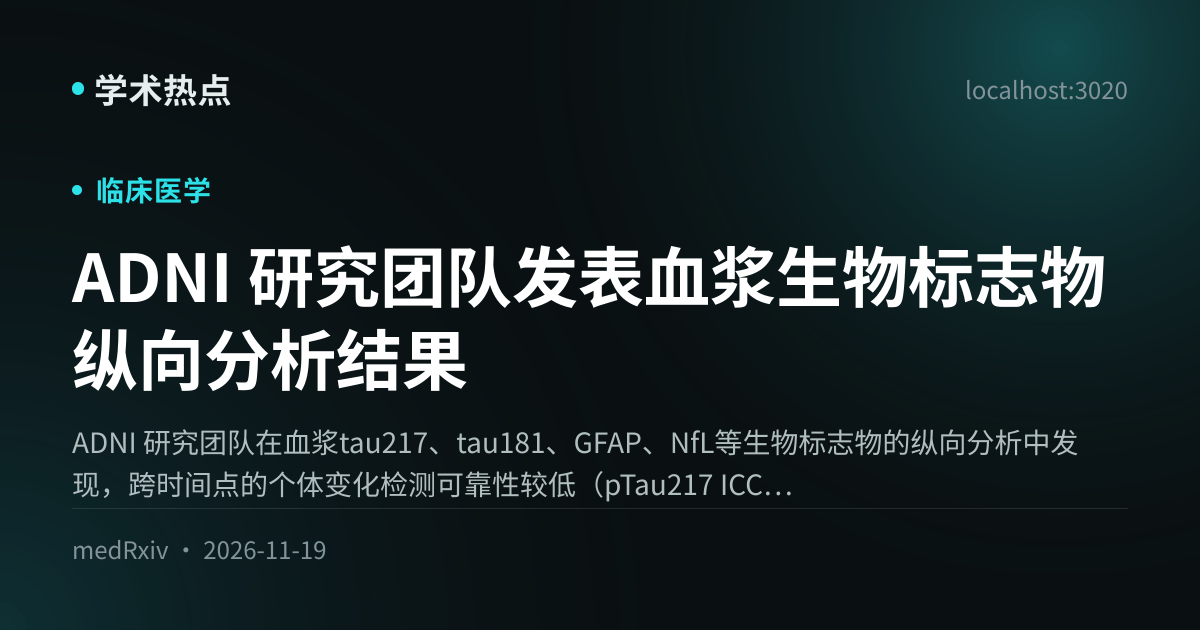 学术热点
localhost:3020
临床医学
ADNI 研究团队发表血浆生物标志物
纵向分析结果
ADNI 研究团队在血浆tau217、tau181、GFAP、NfL等生物标志物的纵向分析中发
现，跨时间点的个体变化检测可靠性较低（pTau217 ICC…
medRxiv • 2026-11-19